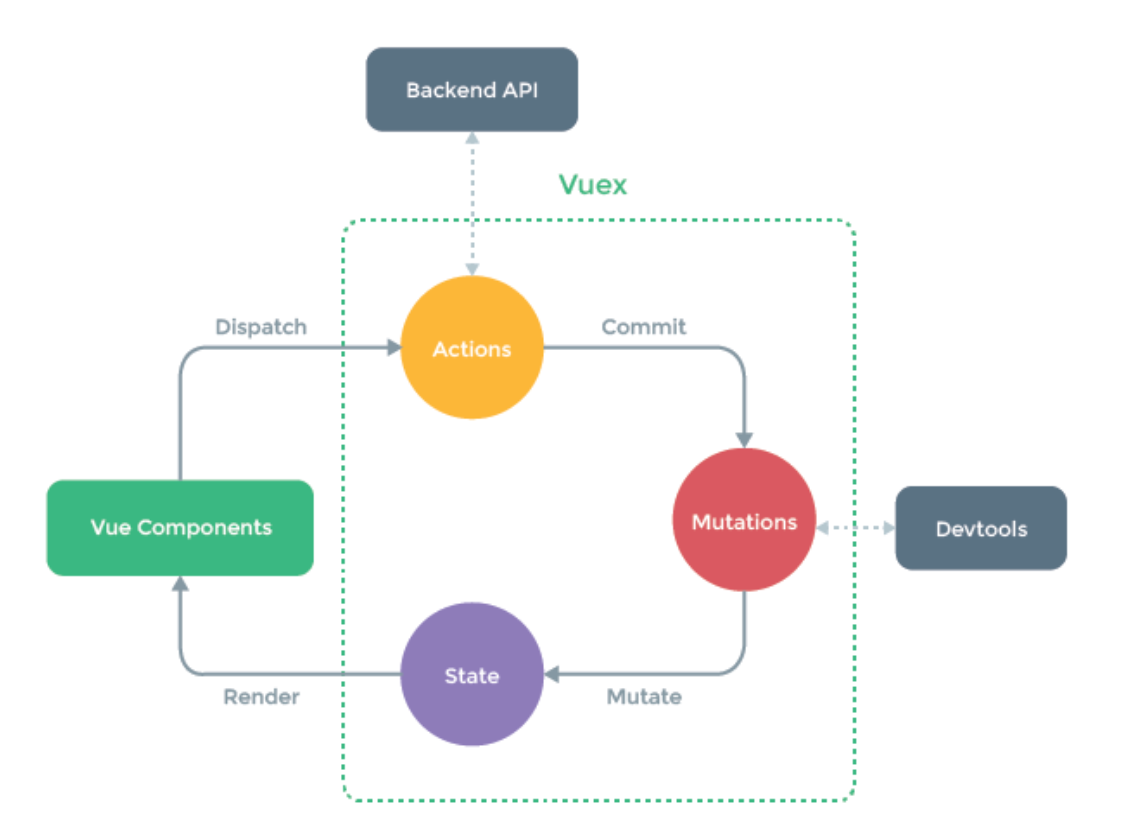 Backend API
Vuex
Dispatch
Commit
Actions
Vue Components
Mutations
Devtools
State
Render
Mutate